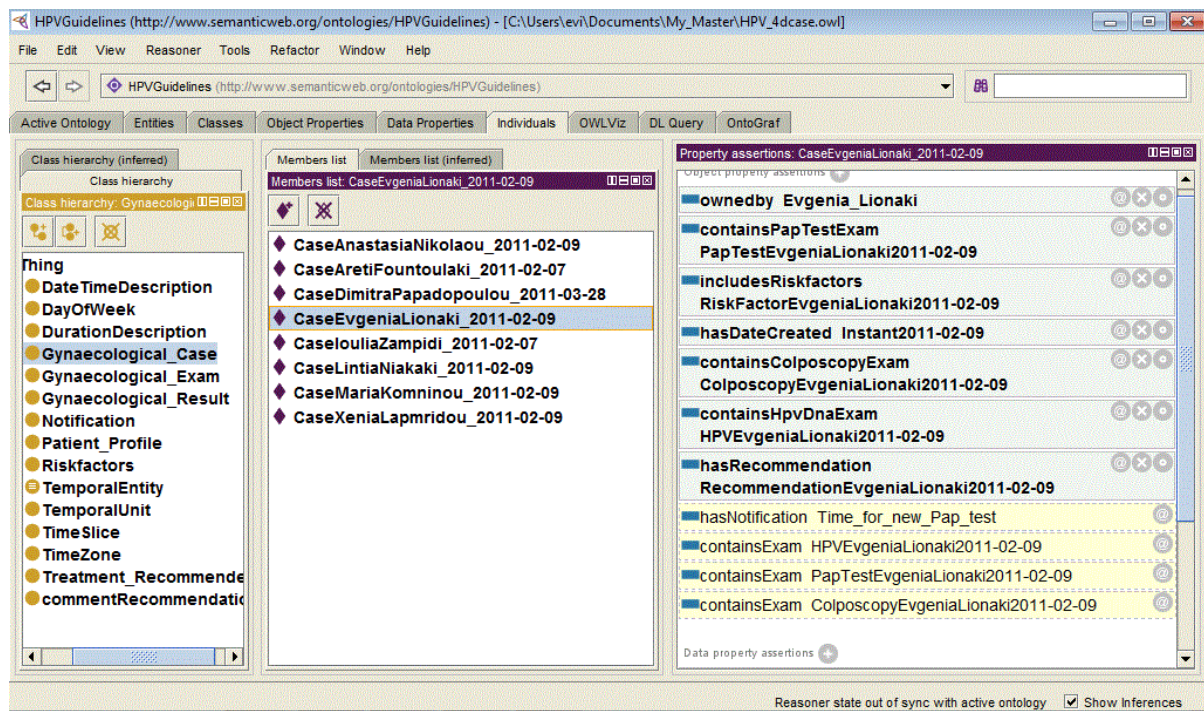 HPVGuidelines (http://www.semanticweb.org/ontologies/HPVGuidelines) - [C:\Users\evi\Documents\My_Master\HPV_4dcase.owl]
File Edit View Reasoner Tools Refactor Window Help
HPVGuidelines (http://www.semanticweb.org/ontologies/HPVGuidelines)
Active Ontology Entities Classes Object Properties Data Properties Individuals OWLViz DL Query OntoGraf
Class hierarchy (inferred)
Class hierarchy
Class hierarchy: Gynaecologi
Thing
DateTimeDescription
DayOfWeek
DurationDescription
Gynaecological_Case
Gynaecological_Exam
Gynaecological_Result
Notification
Patient_Profile
Riskfactors
TemporalEntity
TemporalUnit
TimeSlice
TimeZone
Treatment_Recommende
commentRecommendatic
Members list Members list (inferred)
Members list: CaseEvgeniaLionaki_2011-02-09
CaseAnastasiaNikolaou_2011-02-09
CaseAretiFountoulaki_2011-02-07
CaseDimitraPapadopoulou_2011-03-28
CaseEvgeniaLionaki_2011-02-09
CaseIouliaZampidi_2011-02-07
CaseLintiaNiakaki_2011-02-09
CaseMariaKomninou_2011-02-09
CaseXeniaLapmridou_2011-02-09
Property assertions: CaseEvgeniaLionaki_2011-02-09
Object property assertions
ownedby Evgenia_Lionaki
containsPapTestExam
PapTestEvgeniaLionaki2011-02-09
includesRiskfactors
RiskFactorEvgeniaLionaki2011-02-09
hasDateCreated Instant2011-02-09
containsColposcopyExam
ColposcopyEvgeniaLionaki2011-02-09
containsHpvDnaExam
HPVEvgeniaLionaki2011-02-09
hasRecommendation
RecommendationEvgeniaLionaki2011-02-09
hasNotification Time_for_new_Pap_test
containsExam HPVEvgeniaLionaki2011-02-09
containsExam PapTestEvgeniaLionaki2011-02-09
containsExam ColposcopyEvgeniaLionaki2011-02-09
Data property assertions
Reasoner state out of sync with active ontology Show Inferences